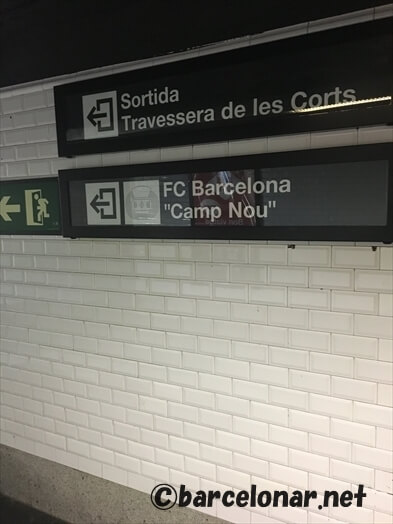 Sortida
Travessera de les Corts
FC Barcelona
"Camp Nou"
©barcelonar.net